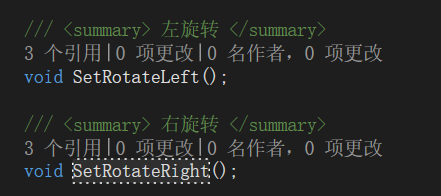 /// <summary> 左旋转 </summary>
3 个引用|0 项更改|0 名作者，0 项更改
void SetRotateLeft();
/// <summary> 右旋转 </summary>
3 个引用|0 项更改|0 名作者，0 项更改
void SetRotateRight();